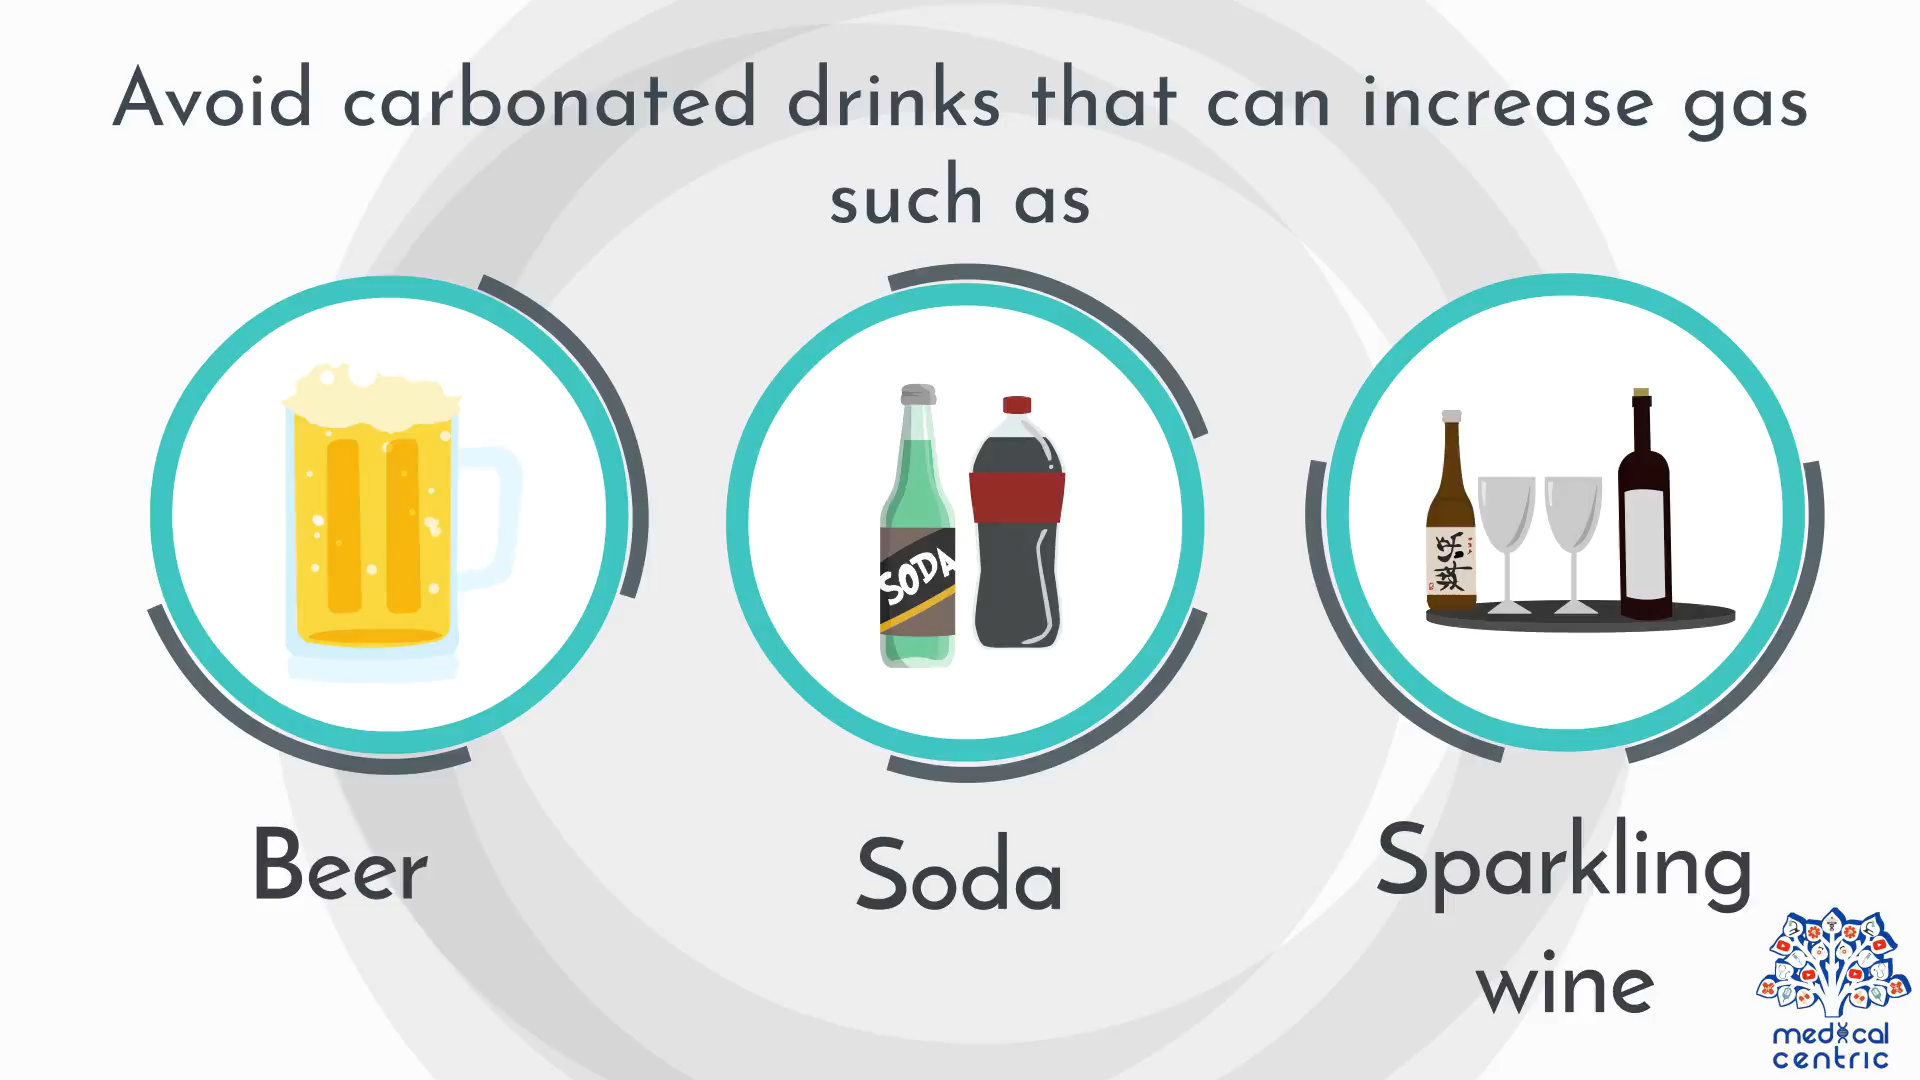 Avoid carbonated drinks that can increase gas
such as
SODA
Beer
Soda
Sparkling
wine
medical
centric